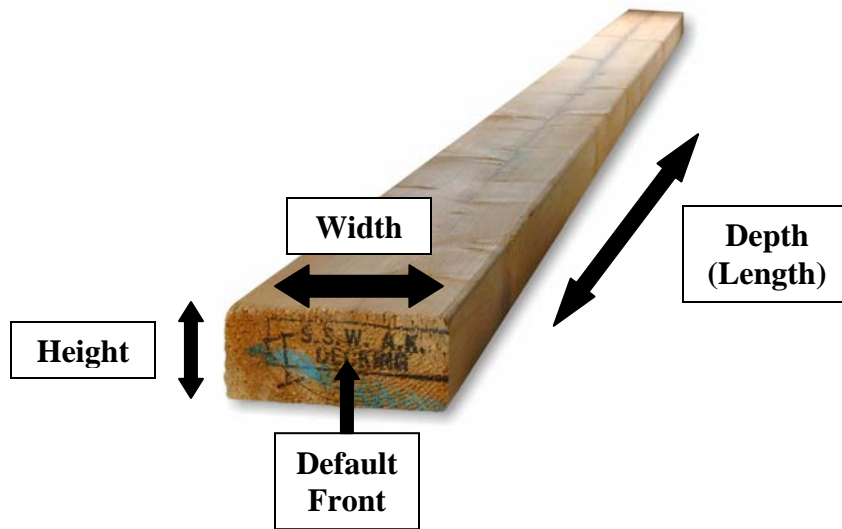 Width
Depth
(Length)
Height
S.S.W. A.K.
DECKING
Default
Front